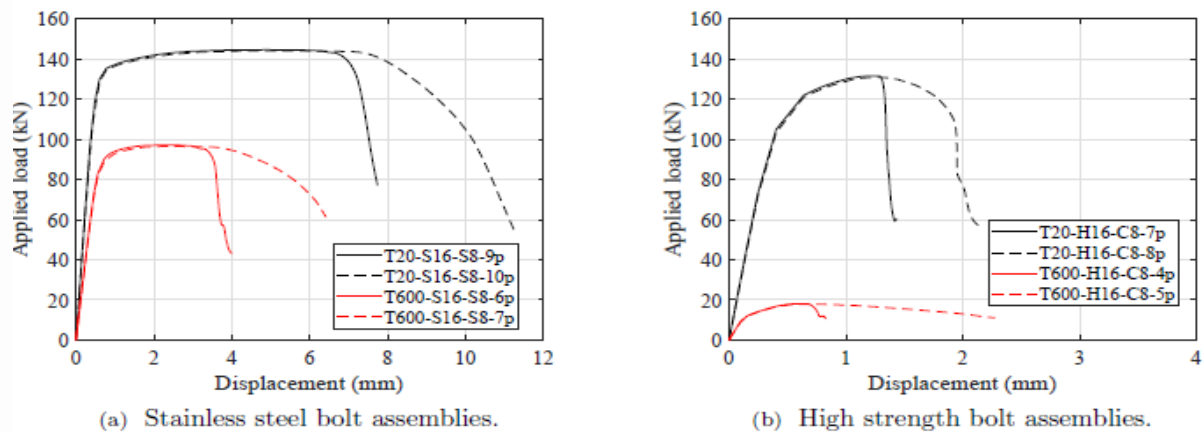 160
140
120
100
80
60
40
20
0
Applied load (kN)
T20-S16-S8-9p
T20-S16-S8-10p
T600-S16-S8-6p
T600-S16-S8-7p
0 2 4 6 8 10 12
Displacement (mm)
(a) Stainless steel bolt assemblies.
160
140
120
100
80
60
40
20
0
Applied load (kN)
T20-H16-C8-7p
T20-H16-C8-8p
T600-H16-C8-4p
T600-H16-C8-5p
0 1 2 3 4
Displacement (mm)
(b) High strength bolt assemblies.